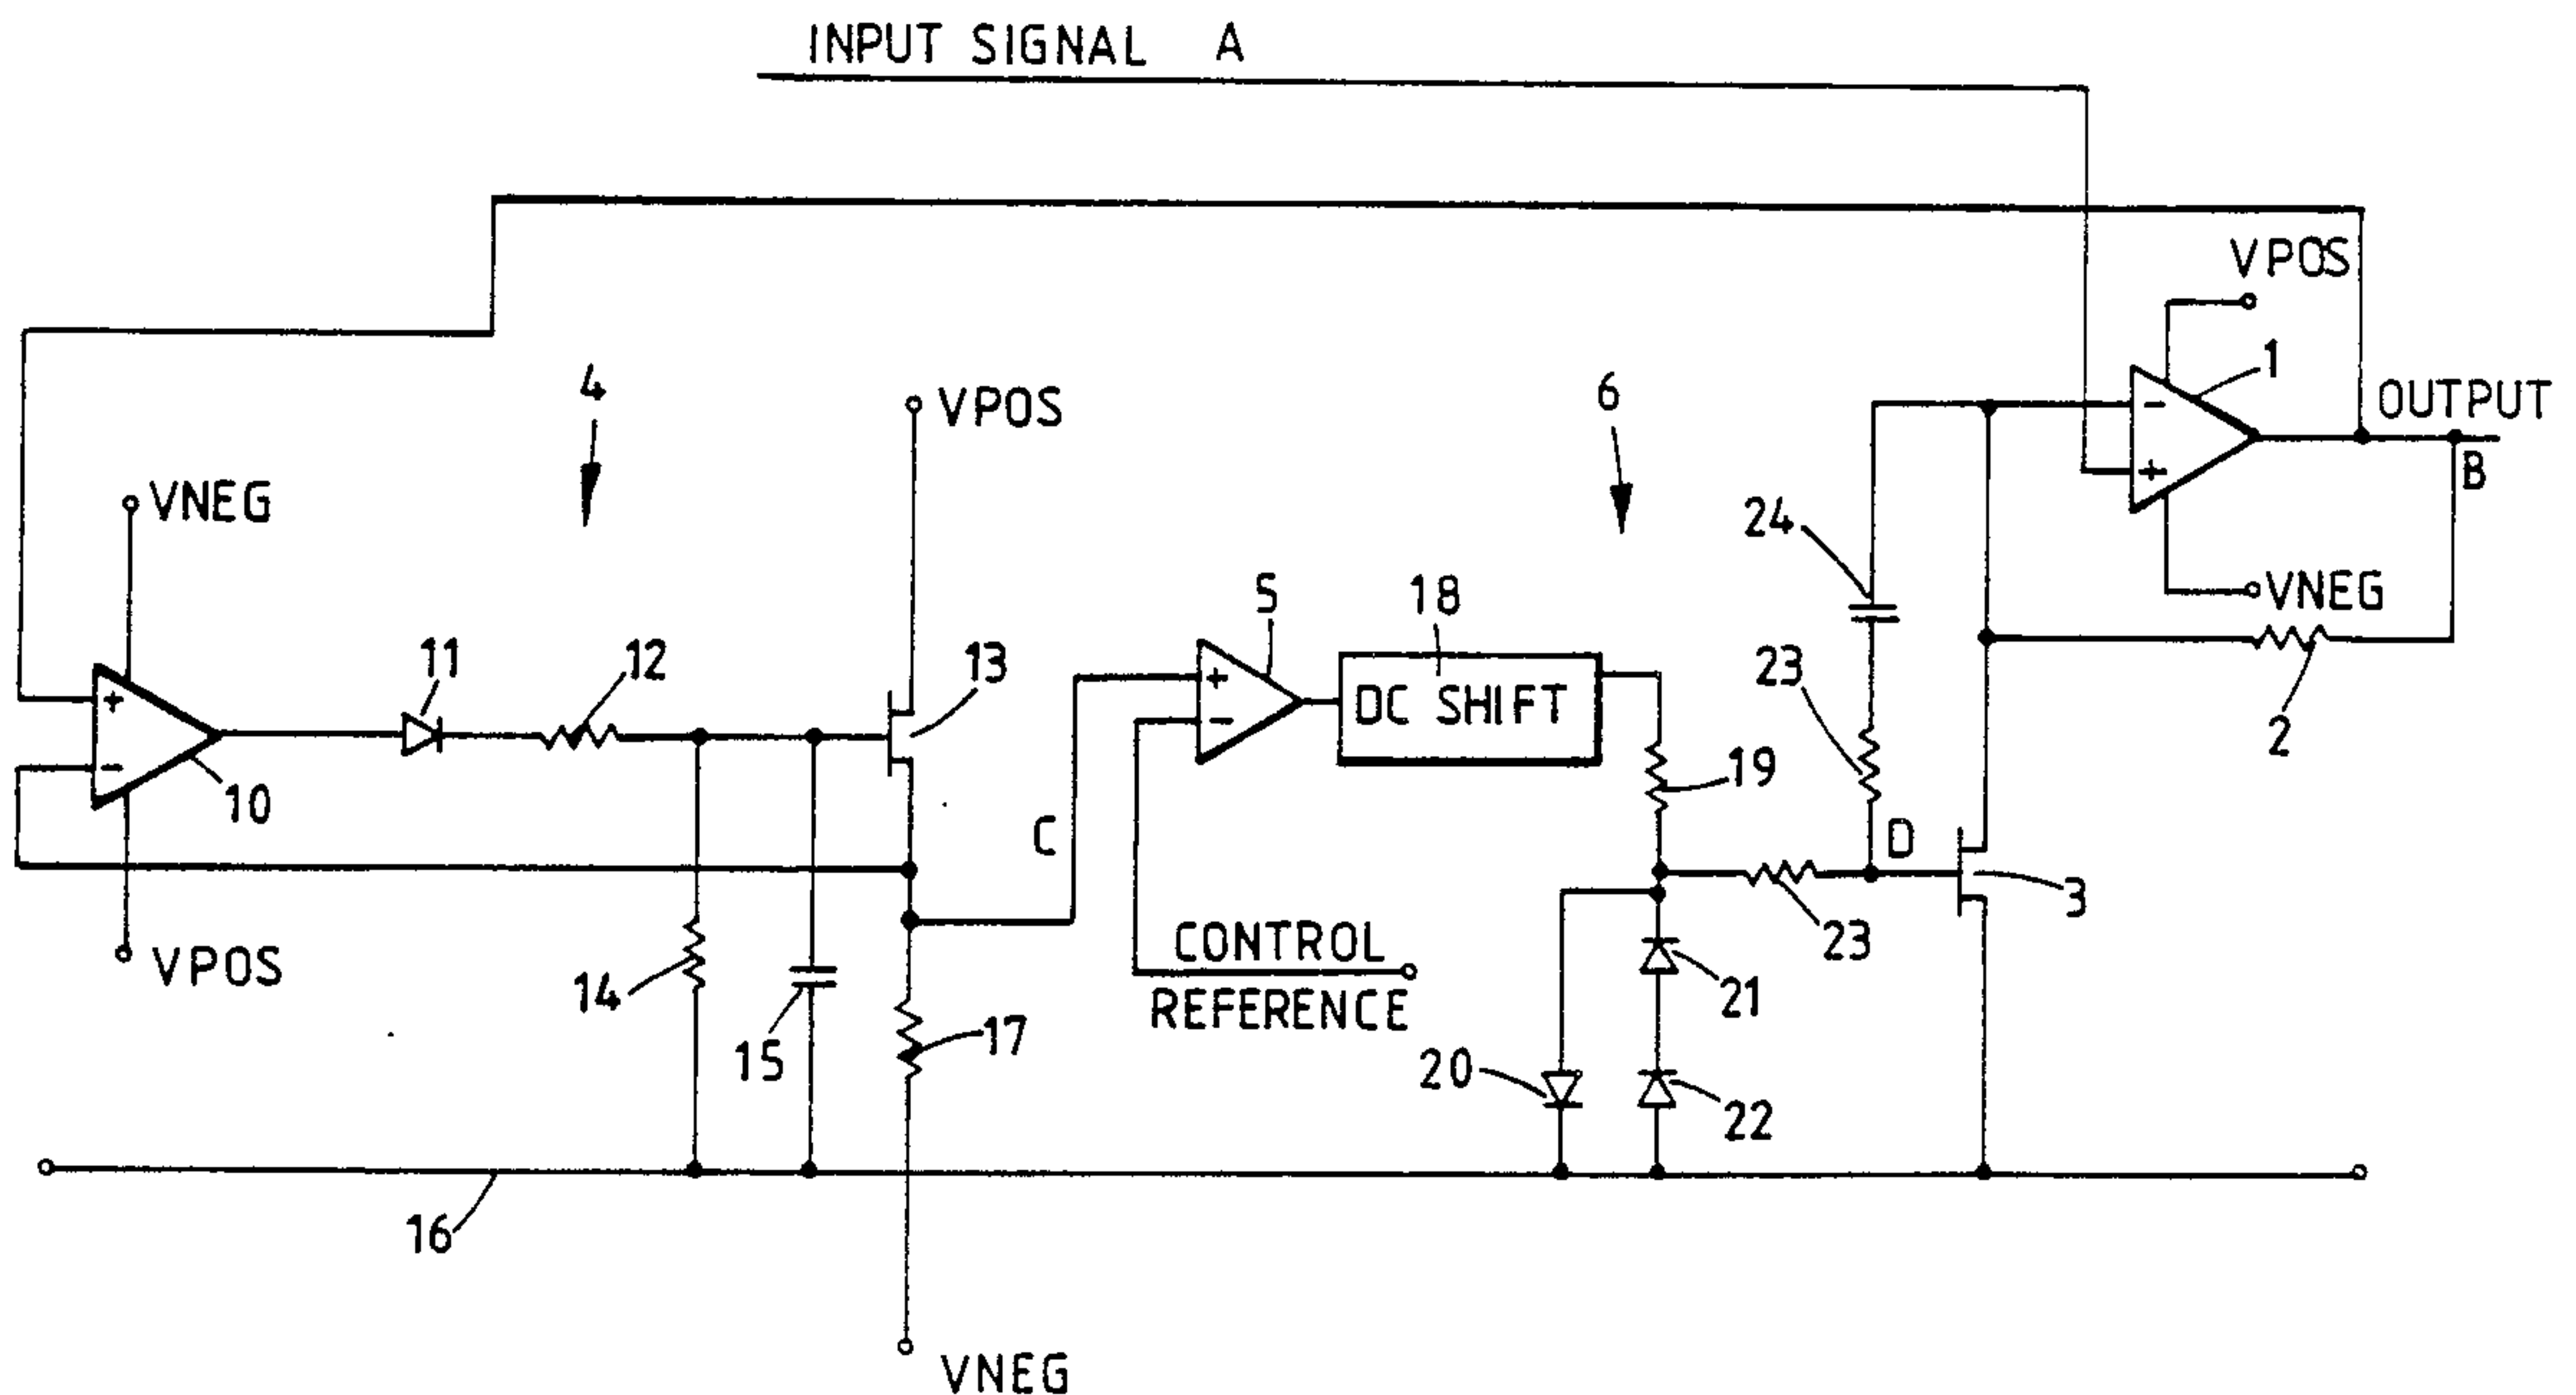 INPUT SIGNAL A
VPOS
4
VPOS
6
1
OUTPUT
B
VNEG
24
5
18
VNEG
11
12
13
+
-
10
+
-
DC SHIFT
23
-
+
2
19
C
D
3
VPOS
14
15
17
CONTROL
REFERENCE
21
23
20
22
16
VNEG